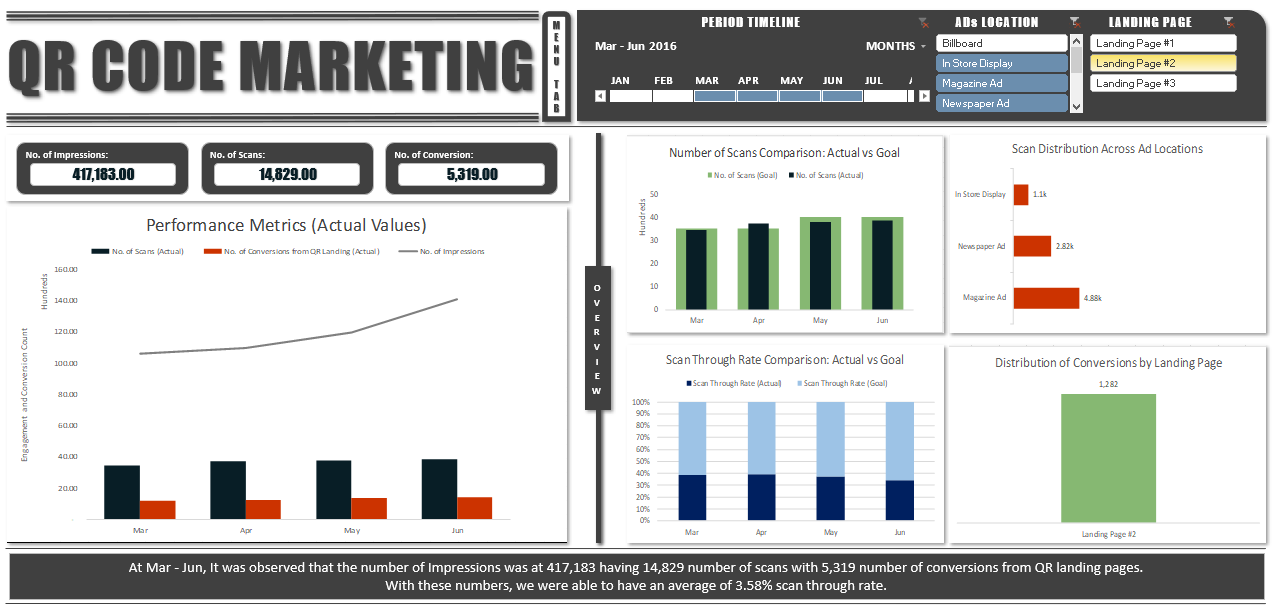 QR CODE MARKETING
MENU TAB
PERIOD TIMELINE
Mar - Jun 2016
MONTHS
JAN FEB MAR APR MAY JUN JUL
ADs LOCATION
Billboard
In Store Display
Magazine Ad
Newspaper Ad
LANDING PAGE
Landing Page #1
Landing Page #2
Landing Page #3
No. of Impressions:
417,183.00
No. of Scans:
14,829.00
No. of Conversion:
5,319.00
Performance Metrics (Actual Values)
No. of Scans (Actual) No. of Conversions from QR Landing (Actual) No. of Impressions
Hundreds
Engagement and Conversion Count
160.00
140.00
120.00
100.00
80.00
60.00
40.00
20.00
-
Mar Apr May Jun
OVERVIEW
Number of Scans Comparison: Actual vs Goal
No. of Scans (Goal) No. of Scans (Actual)
Hundreds
50
40
30
20
10
0
Mar Apr May Jun
Scan Distribution Across Ad Locations
In Store Display 1.1k
Newspaper Ad 2.82k
Magazine Ad 4.88k
Scan Through Rate Comparison: Actual vs Goal
Scan Through Rate (Actual) Scan Through Rate (Goal)
100%
90%
80%
70%
60%
50%
40%
30%
20%
10%
0%
Mar Apr May Jun
Distribution of Conversions by Landing Page
1,282
Landing Page #2
At Mar - Jun, It was observed that the number of Impressions was at 417,183 having 14,829 number of scans with 5,319 number of conversions from QR landing pages.
With these numbers, we were able to have an average of 3.58% scan through rate.